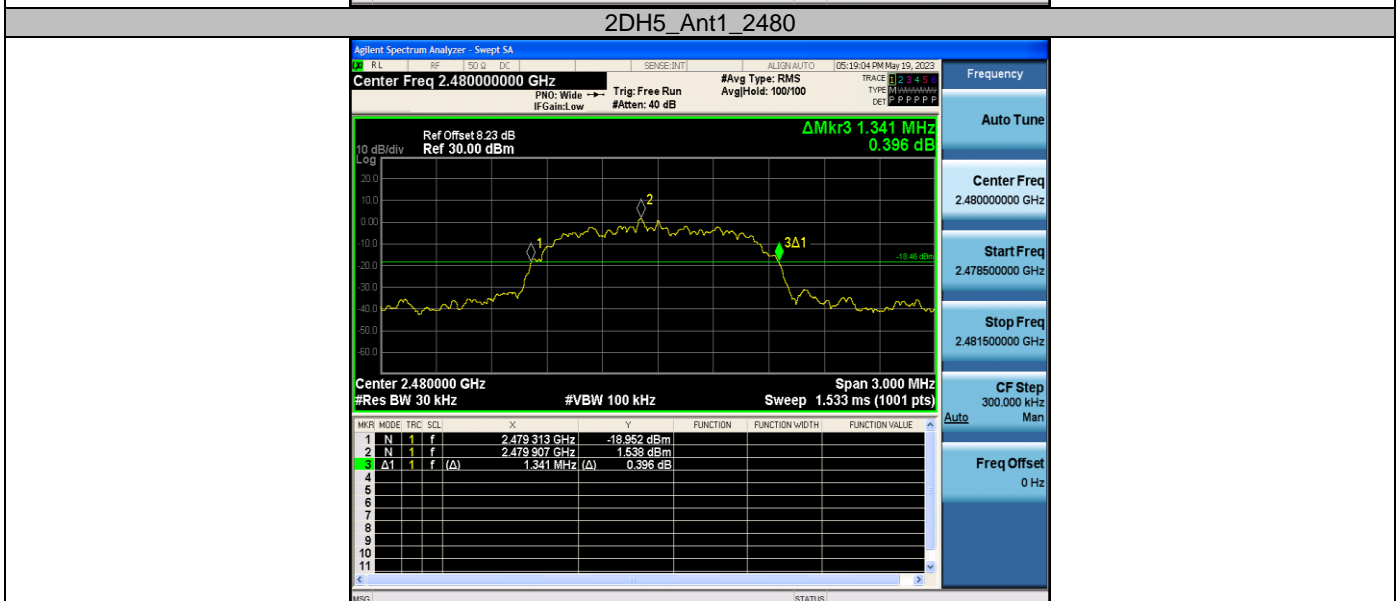 2DH5_Ant1_2480
Agilent Spectrum Analyzer - Swept SA
RL RF 50 Ω DC SENSE:INT ALIGN AUTO 05:19:04 PM May 19, 2023
Center Freq 2.480000000 GHz
PNO: Wide
IFGain:Low
Trig: Free Run
#Atten: 40 dB
#Avg Type: RMS
Avg|Hold: 100/100
TRACE 1 2 3 4 5 6
TYPE M
DET P P P P P P
Frequency
Auto Tune
Center Freq
2.480000000 GHz
Start Freq
2.478500000 GHz
Stop Freq
2.481500000 GHz
CF Step
300.000 kHz
Auto Man
Freq Offset
0 Hz
ΔMkr3 1.341 MHz
0.396 dB
Ref Offset 8.23 dB
10 dB/div Ref 30.00 dBm
Log
20.0
10.0
0.00
-10.0
-20.0
-30.0
-40.0
-50.0
-60.0
1
2
3Δ1
-18.46 dBm
Center 2.480000 GHz Span 3.000 MHz
#Res BW 30 kHz #VBW 100 kHz Sweep 1.533 ms (1001 pts)
MKR MODE TRC SCL X Y FUNCTION FUNCTION WIDTH FUNCTION VALUE
1 N 1 f 2.479 313 GHz -18.952 dBm
2 N 1 f 2.479 907 GHz 1.538 dBm
3 Δ1 1 f (Δ) 1.341 MHz (Δ) 0.396 dB
4
5
6
7
8
9
10
11
MSG STATUS